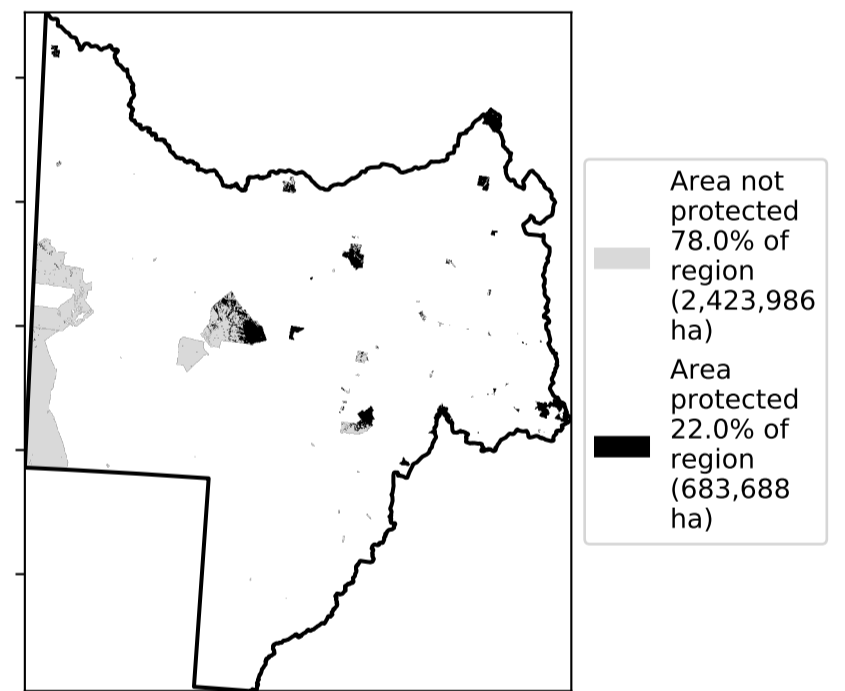 Area not
protected
78.0% of
region
(2,423,986
ha)
Area
protected
22.0% of
region
(683,688
ha)